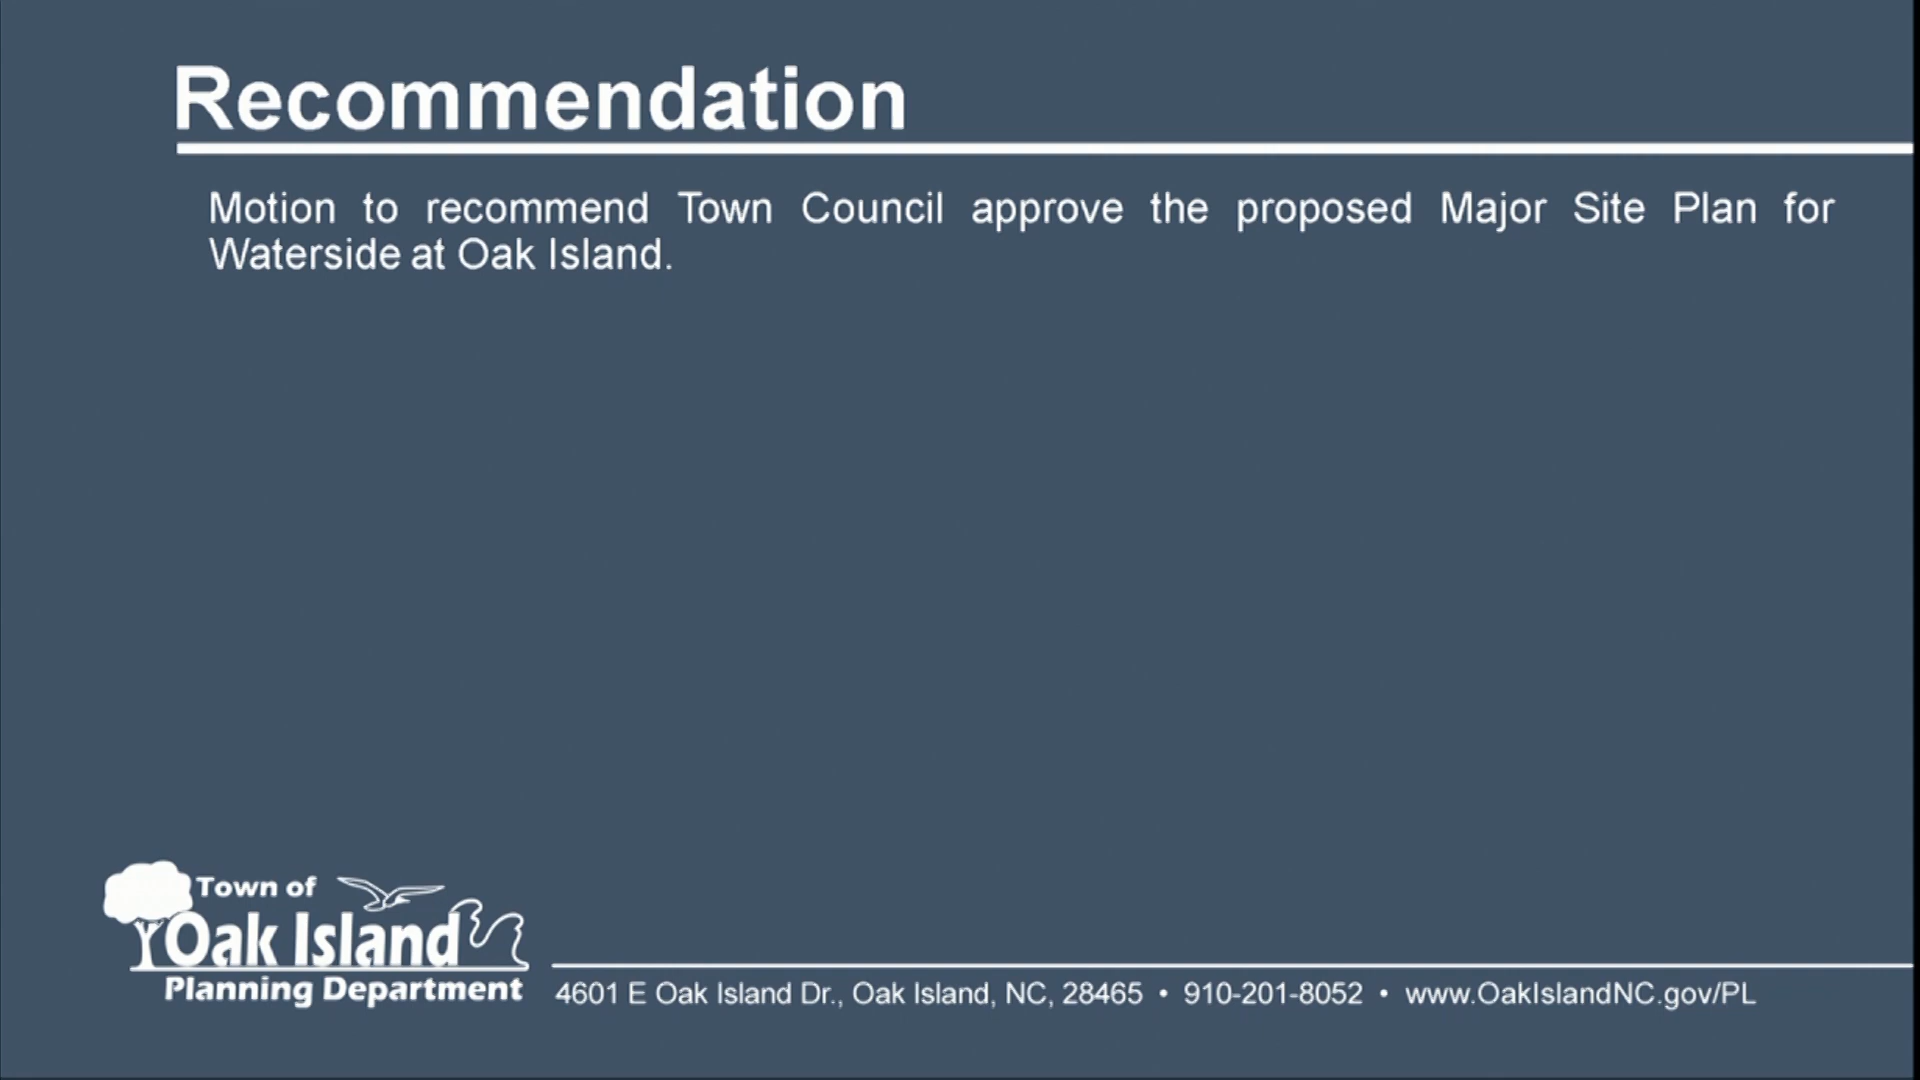 Recommendation
Motion to recommend Town Council approve the proposed Major Site Plan for
Waterside at Oak Island.
Town of
Oak Island
Planning Department
4601 E Oak Island Dr., Oak Island, NC, 28465 • 910-201-8052 • www.OakIslandNC.gov/PL